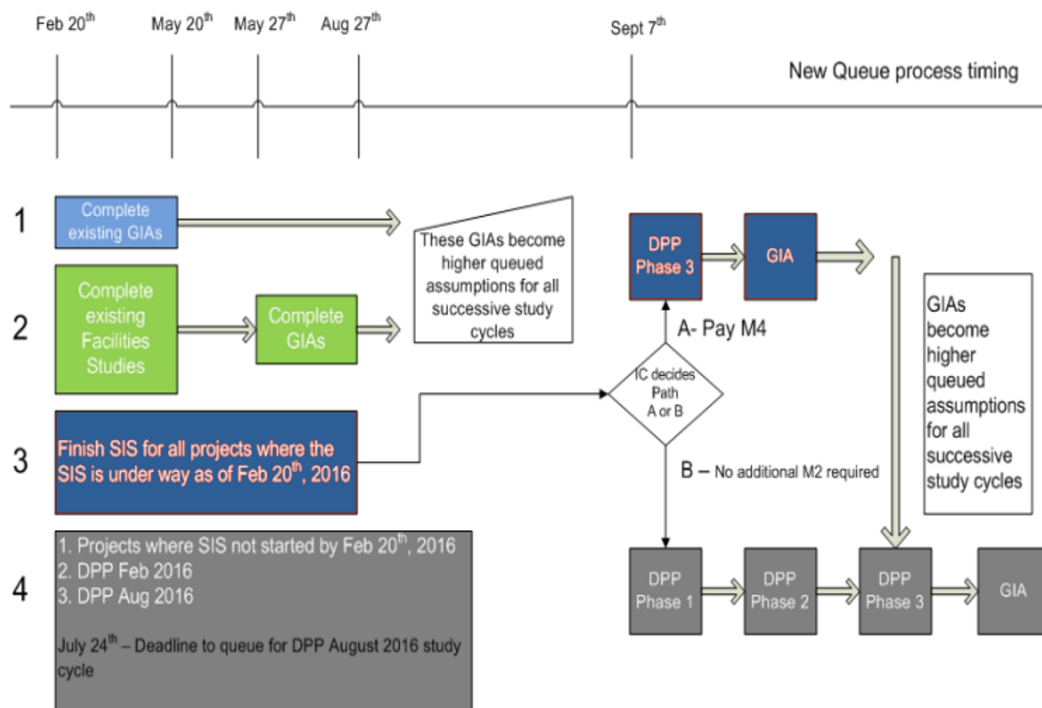 Feb 20th
May 20th
May 27th
Aug 27th
Sept 7th
New Queue process timing
1
Complete
existing GIAs
These GIAs become
higher queued
assumptions for all
successive study
cycles
DPP
Phase 3
GIA
2
Complete
existing
Facilities
Studies
Complete
GIAs
A- Pay M4
GIAs
become
higher
queued
assumptions
for all
successive
study cycles
IC decides
Path
A or B
3
Finish SIS for all projects where the
SIS is under way as of Feb 20th, 2016
B – No additional M2 required
4
1. Projects where SIS not started by Feb 20th, 2016
2. DPP Feb 2016
3. DPP Aug 2016
July 24th – Deadline to queue for DPP August 2016 study
cycle
DPP
Phase 1
DPP
Phase 2
DPP
Phase 3
GIA